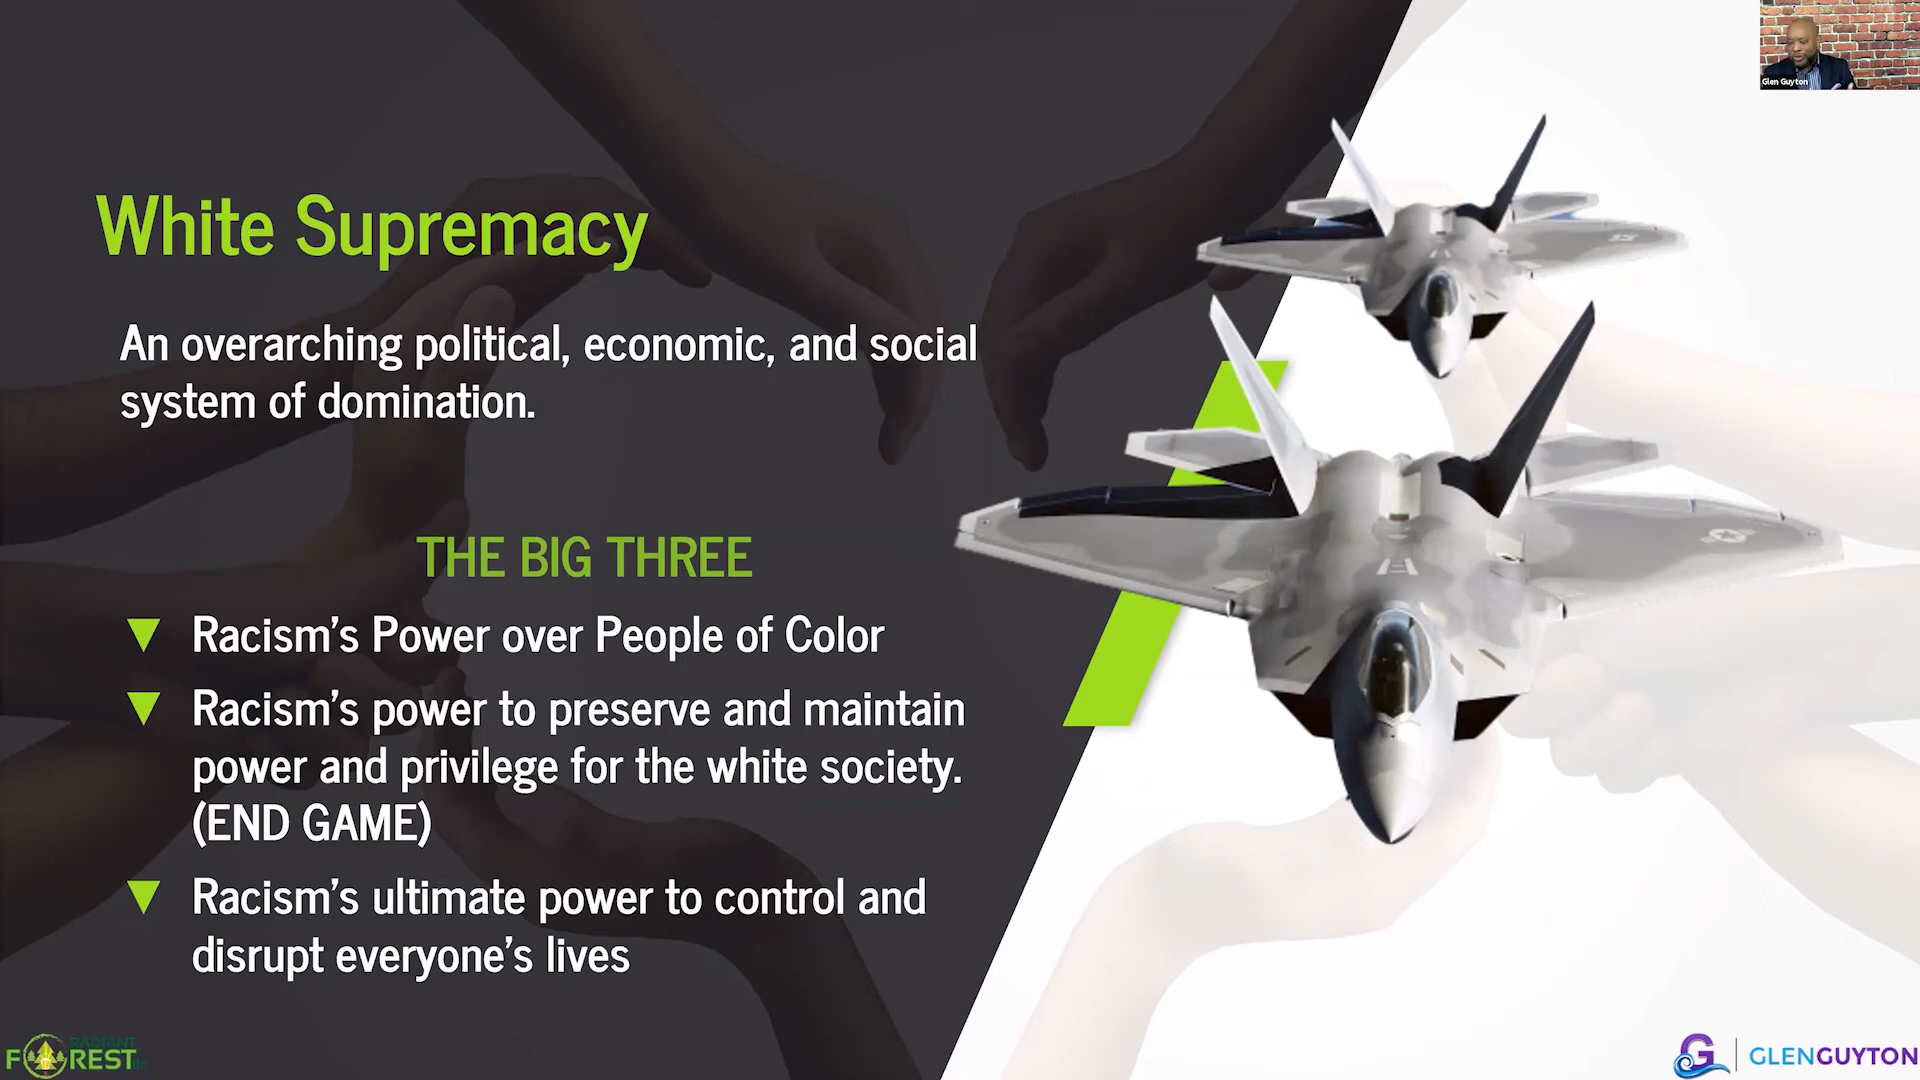 Glen Guyton
White Supremacy
An overarching political, economic, and social
system of domination.
THE BIG THREE
Racism's Power over People of Color
Racism's power to preserve and maintain
power and privilege for the white society.
(END GAME)
Racism's ultimate power to control and
disrupt everyone's lives
RADIANT
FOREST
G
GLENGUYTON